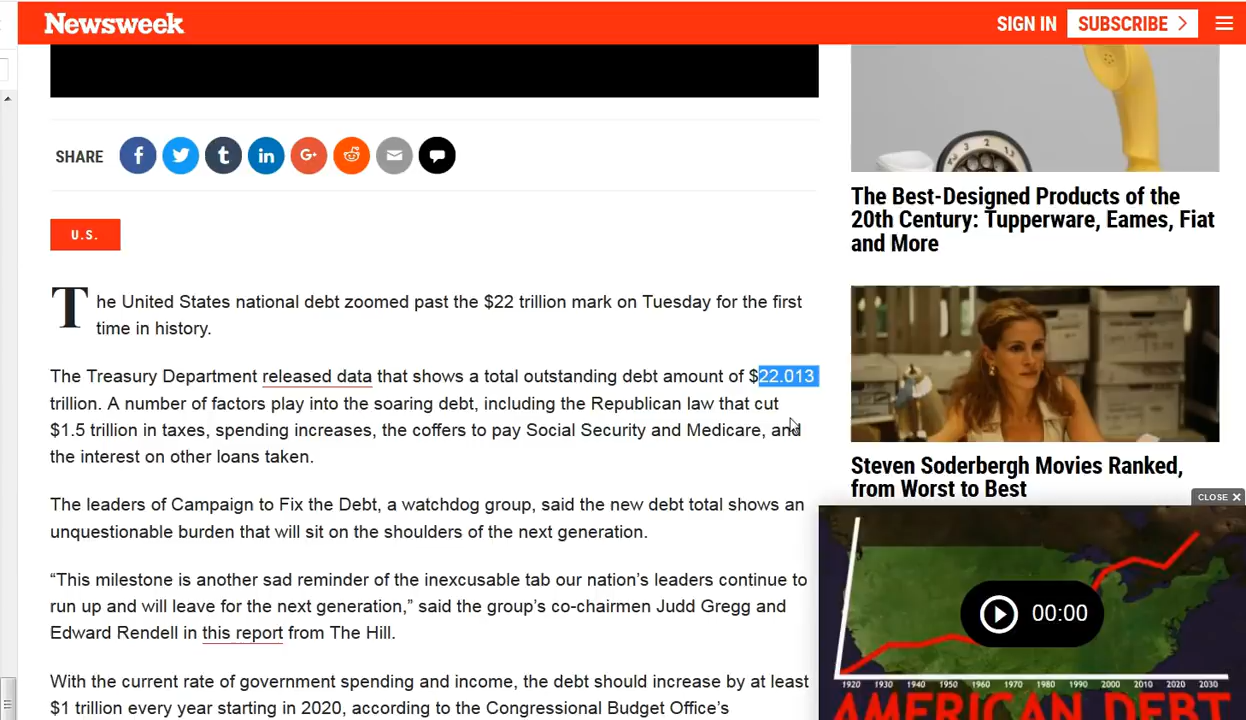 Newsweek
SIGN IN
SUBSCRIBE
SHARE
U.S.
The United States national debt zoomed past the $22 trillion mark on Tuesday for the first
time in history.
The Treasury Department released data that shows a total outstanding debt amount of $22.013
trillion. A number of factors play into the soaring debt, including the Republican law that cut
$1.5 trillion in taxes, spending increases, the coffers to pay Social Security and Medicare, and
the interest on other loans taken.
The leaders of Campaign to Fix the Debt, a watchdog group, said the new debt total shows an
unquestionable burden that will sit on the shoulders of the next generation.
“This milestone is another sad reminder of the inexcusable tab our nation’s leaders continue to
run up and will leave for the next generation,” said the group’s co-chairmen Judd Gregg and
Edward Rendell in this report from The Hill.
With the current rate of government spending and income, the debt should increase by at least
$1 trillion every year starting in 2020, according to the Congressional Budget Office’s
The Best-Designed Products of the
20th Century: Tupperware, Eames, Fiat
and More
Steven Soderbergh Movies Ranked,
from Worst to Best
CLOSE X
00:00
1920 1930 1940 1950 1960 1970 1980 1990 2000 2010 2020 2030
AMERICAN DEBT